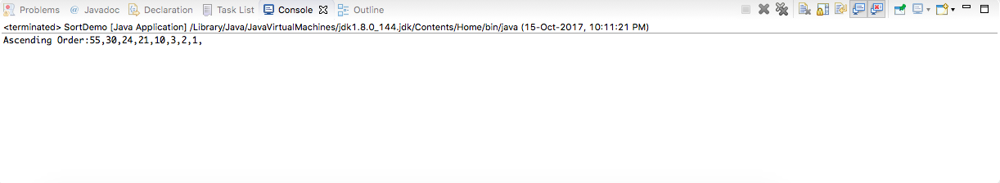 Problems @ Javadoc Declaration Task List Console Outline
<terminated> SortDemo [Java Application] /Library/Java/JavaVirtualMachines/jdk1.8.0_144.jdk/Contents/Home/bin/java (15-Oct-2017, 10:11:21 PM)
Ascending Order:55,30,24,21,10,3,2,1,